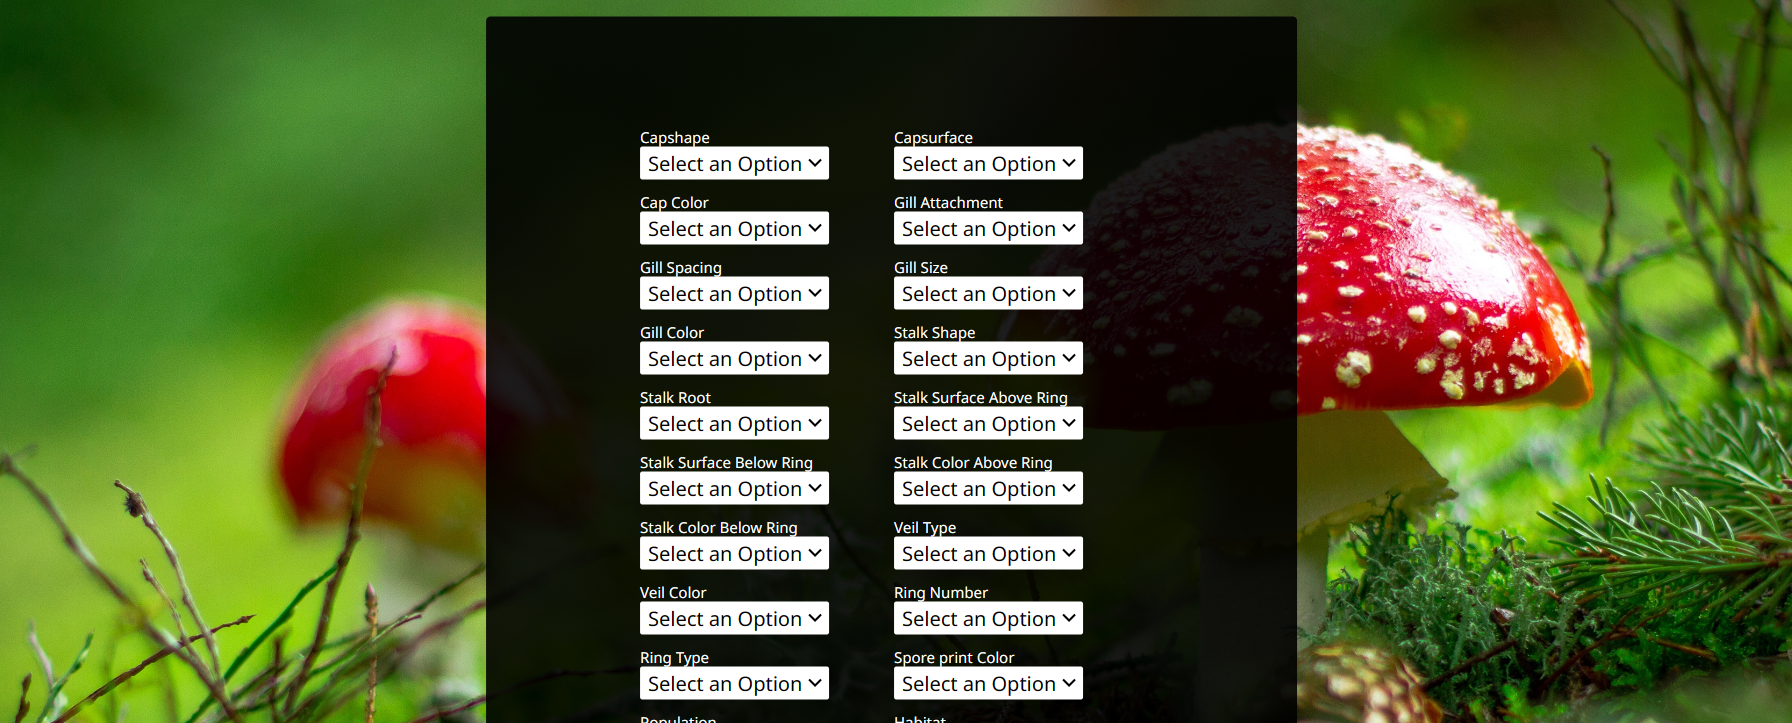 Capshape
Capsurface
Select an Option
Select an Option
Cap Color
Gill Attachment
Select an Option
Select an Option
Gill Spacing
Gill Size
Select an Option
Select an Option
Gill Color
Stalk Shape
Select an Option
Select an Option
Stalk Root
Stalk Surface Above Ring
Select an Option
Select an Option
Stalk Surface Below Ring
Stalk Color Above Ring
Select an Option
Select an Option
Stalk Color Below Ring
Veil Type
Select an Option
Select an Option
Veil Color
Ring Number
Select an Option
Select an Option
Ring Type
Spore print Color
Select an Option
Select an Option
Population
Habitat